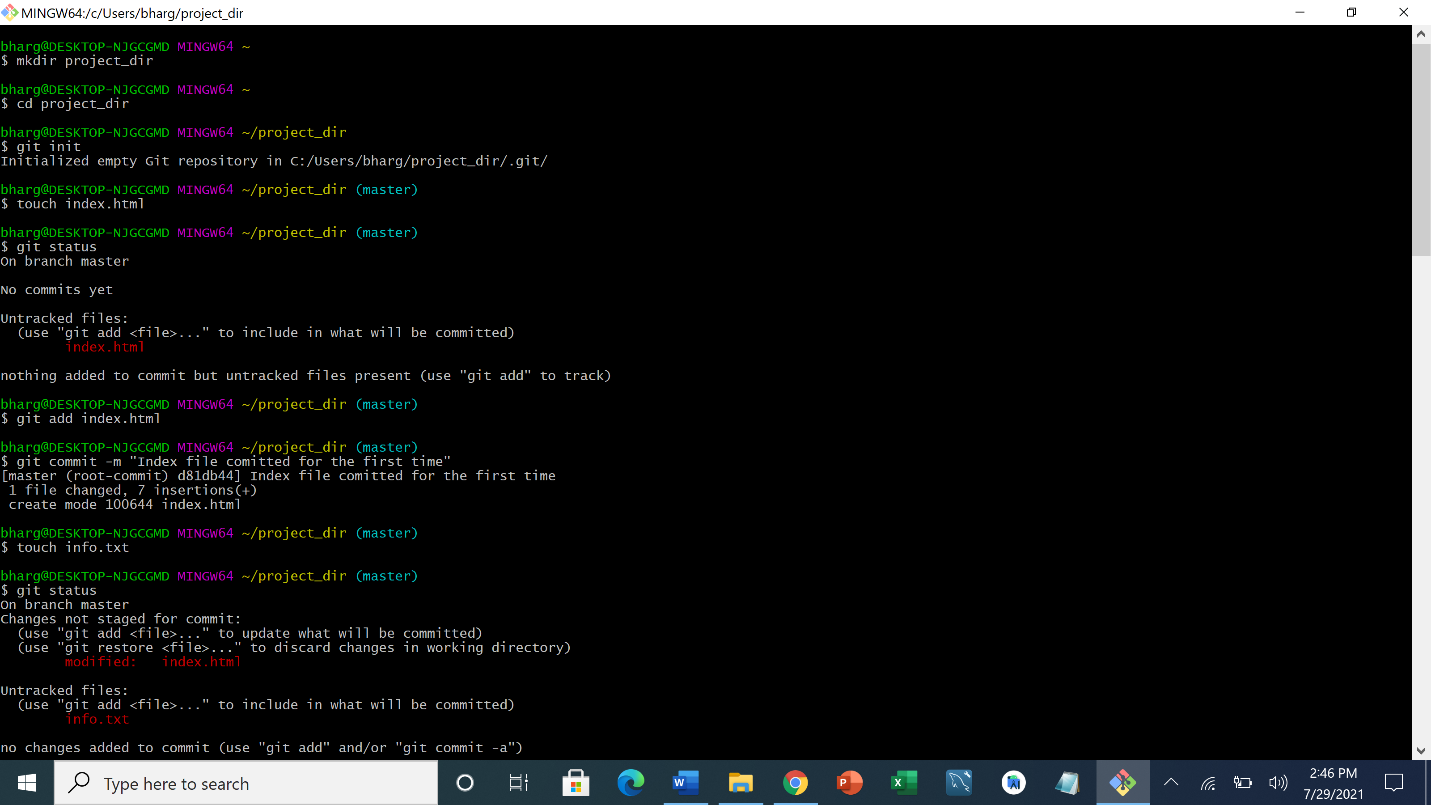 MINGW64:/c/Users/bharg/project_dir
bharg@DESKTOP-NJGCGMD MINGW64 ~
$ mkdir project_dir
bharg@DESKTOP-NJGCGMD MINGW64 ~
$ cd project_dir
bharg@DESKTOP-NJGCGMD MINGW64 ~/project_dir
$ git init
Initialized empty Git repository in C:/Users/bharg/project_dir/.git/
bharg@DESKTOP-NJGCGMD MINGW64 ~/project_dir (master)
$ touch index.html
bharg@DESKTOP-NJGCGMD MINGW64 ~/project_dir (master)
$ git status
On branch master
No commits yet
Untracked files:
  (use "git add <file>..." to include in what will be committed)
        index.html
nothing added to commit but untracked files present (use "git add" to track)
bharg@DESKTOP-NJGCGMD MINGW64 ~/project_dir (master)
$ git add index.html
bharg@DESKTOP-NJGCGMD MINGW64 ~/project_dir (master)
$ git commit -m "Index file comitted for the first time"
[master (root-commit) d81db44] Index file comitted for the first time
 1 file changed, 7 insertions(+)
 create mode 100644 index.html
bharg@DESKTOP-NJGCGMD MINGW64 ~/project_dir (master)
$ touch info.txt
bharg@DESKTOP-NJGCGMD MINGW64 ~/project_dir (master)
$ git status
On branch master
Changes not staged for commit:
  (use "git add <file>..." to update what will be committed)
  (use "git restore <file>..." to discard changes in working directory)
        modified:   index.html
Untracked files:
  (use "git add <file>..." to include in what will be committed)
        info.txt
no changes added to commit (use "git add" and/or "git commit -a")
Type here to search
2:46 PM
7/29/2021